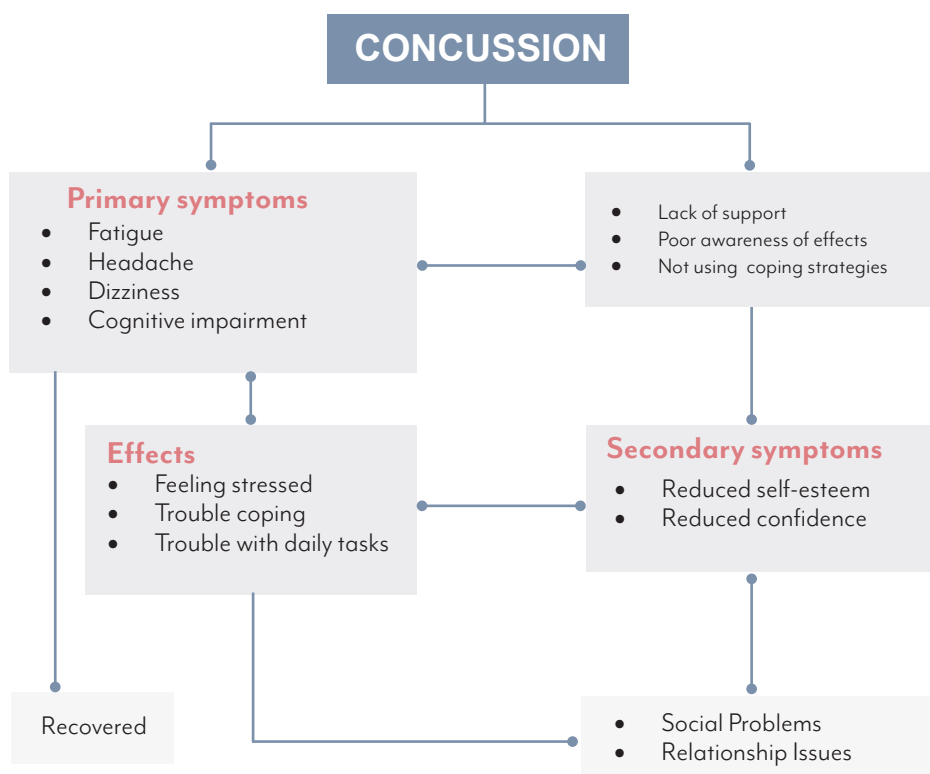 CONCUSSION
Primary symptoms
• Fatigue
• Headache
• Dizziness
• Cognitive impairment
• Lack of support
• Poor awareness of effects
• Not using coping strategies
Effects
• Feeling stressed
• Trouble coping
• Trouble with daily tasks
Secondary symptoms
• Reduced self-esteem
• Reduced confidence
Recovered
• Social Problems
• Relationship Issues